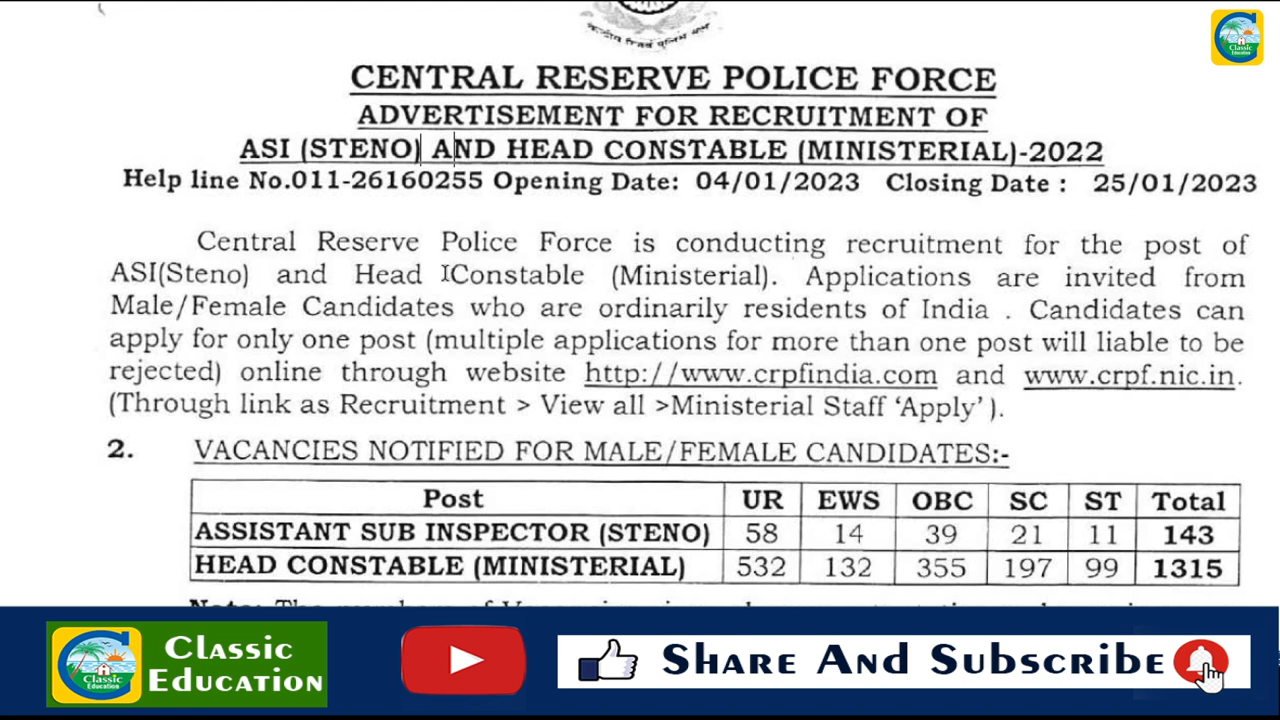 केन्द्रीय रिजर्व पुलिस बल
Classic
Education
CENTRAL RESERVE POLICE FORCE
ADVERTISEMENT FOR RECRUITMENT OF
ASI (STENO) AND HEAD CONSTABLE (MINISTERIAL)-2022
Help line No.011-26160255 Opening Date: 04/01/2023 Closing Date : 25/01/2023
Central Reserve Police Force is conducting recruitment for the post of
ASI(Steno) and Head Constable (Ministerial). Applications are invited from
Male/Female Candidates who are ordinarily residents of India . Candidates can
apply for only one post (multiple applications for more than one post will liable to be
rejected) online through website http://www.crpfindia.com and www.crpf.nic.in.
(Through link as Recruitment > View all >Ministerial Staff 'Apply' ).
2. VACANCIES NOTIFIED FOR MALE/FEMALE CANDIDATES:-
Post UR EWS OBC SC ST Total
ASSISTANT SUB INSPECTOR (STENO) 58 14 39 21 11 143
HEAD CONSTABLE (MINISTERIAL) 532 132 355 197 99 1315
Classic
Education
Classic
Education
Share And Subscribe